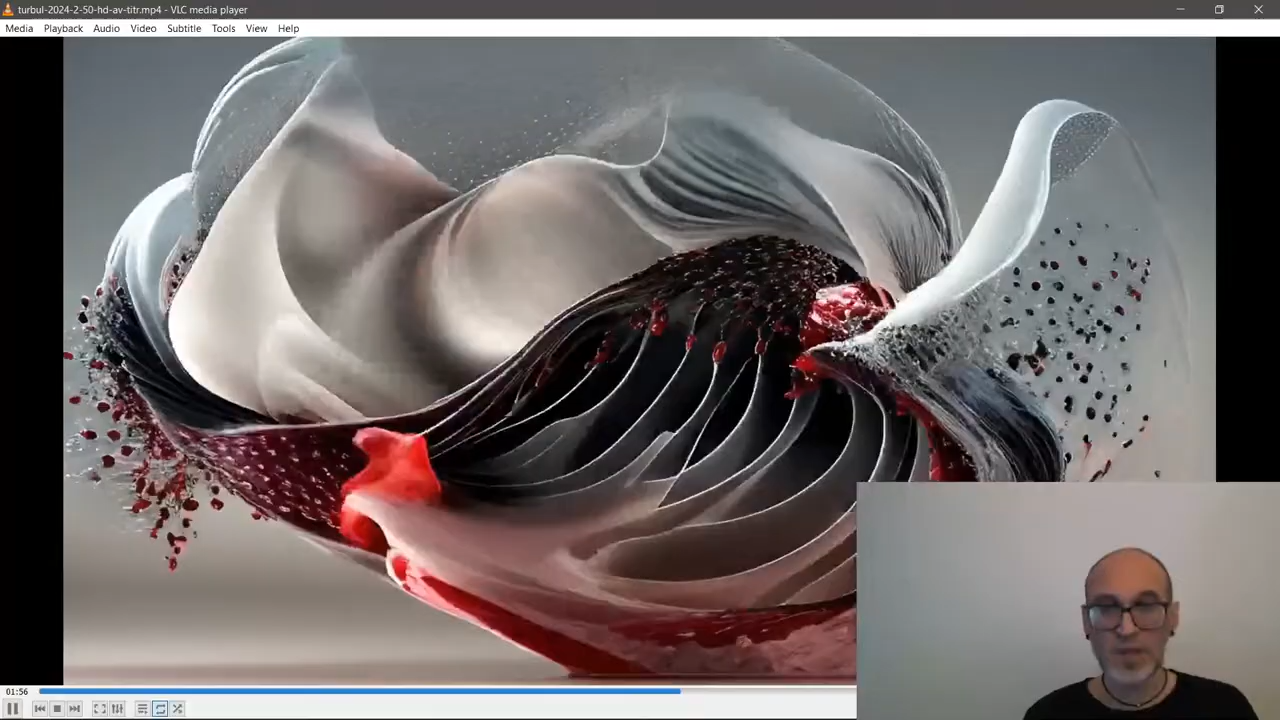 turbul-2024-2-50-hd-av-titr.mp4 - VLC media player
Media Playback Audio Video Subtitle Tools View Help
01:56